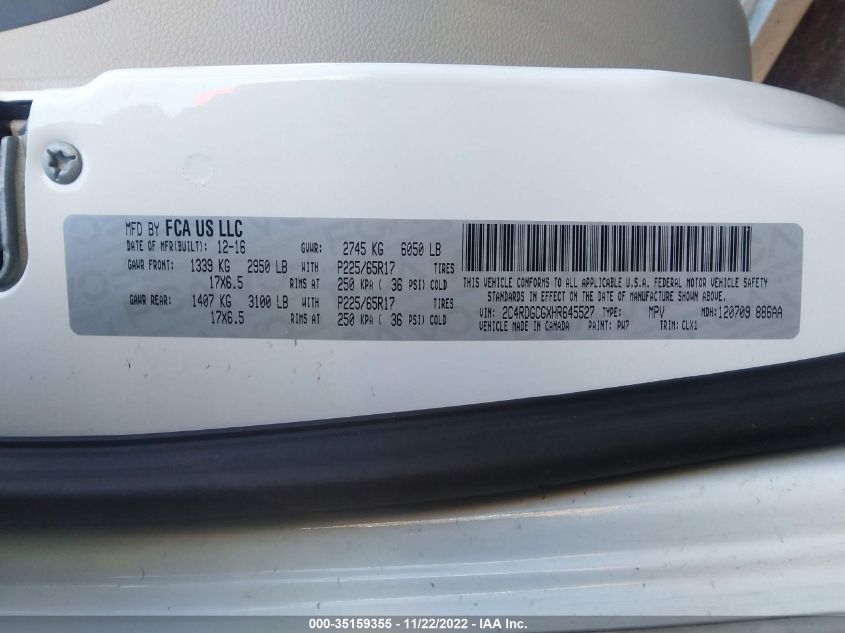 MFD BY FCA US LLC
DATE OF MFR(BUILT): 12-16 GVWR: 2745 KG 6050 LB
GAWR FRONT: 1339 KG 2950 LB WITH P225/65R17 TIRES
17X6.5 RIMS AT 250 KPA ( 36 PSI) COLD
GAWR REAR: 1407 KG 3100 LB WITH P225/65R17 TIRES
17X6.5 RIMS AT 250 KPA ( 36 PSI) COLD
THIS VEHICLE CONFORMS TO ALL APPLICABLE U.S.A. FEDERAL MOTOR VEHICLE SAFETY
STANDARDS IN EFFECT ON THE DATE OF MANUFACTURE SHOWN ABOVE.
VIN: 2C4RDGCGXHR645527 TYPE: MPV MDH: 120709 886AA
VEHICLE MADE IN CANADA PAINT: PW7 TRIM: CLX1
000-35159355 - 11/22/2022 - IAA Inc.